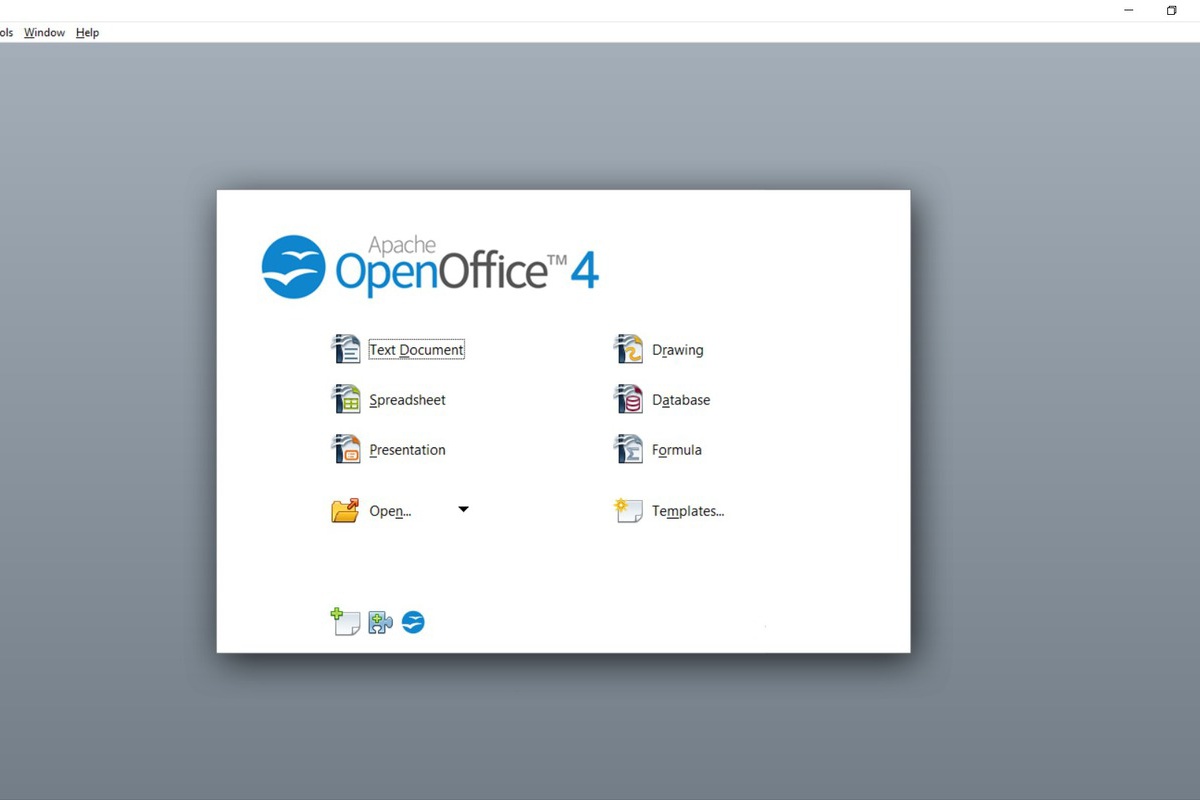 ols Window Help
Apache
OpenOffice™ 4
Text Document
Drawing
Spreadsheet
Database
Presentation
Formula
Open...
Templates...